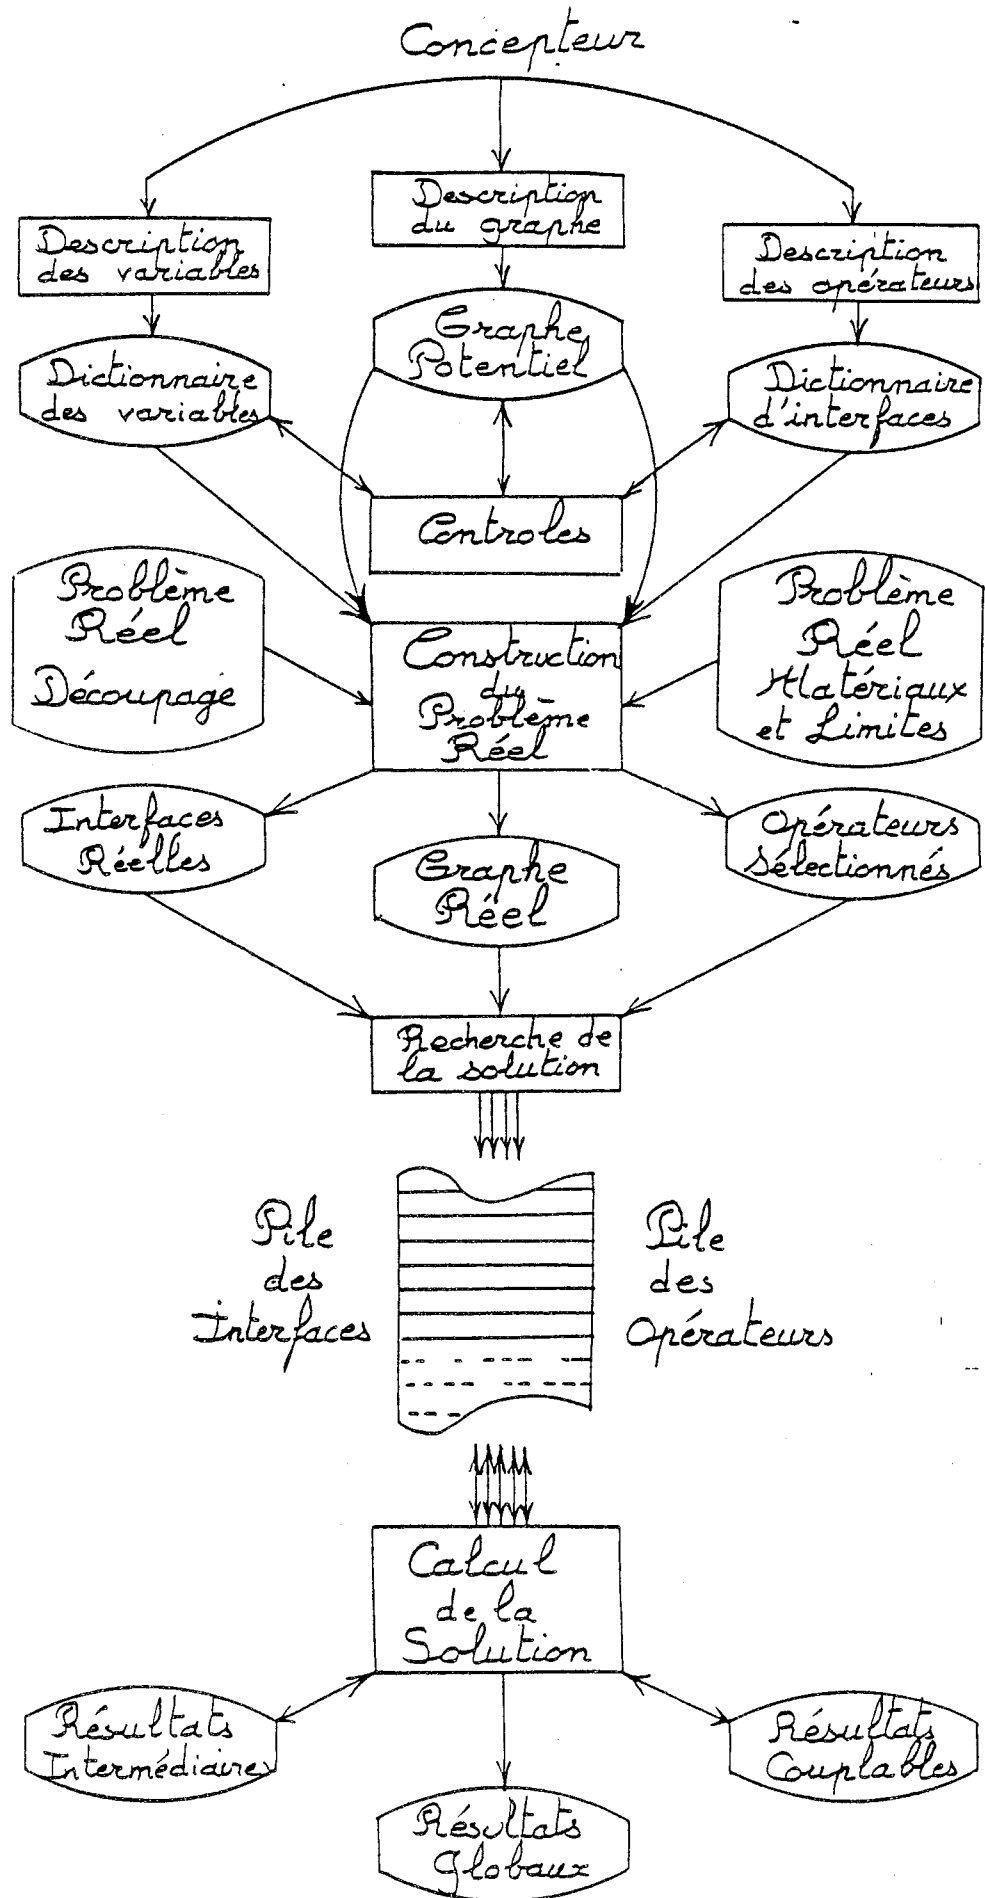 Concepteur
Description
du graphe
Description
des variables
Description
des opérateurs
Graphe
Potentiel
Dictionnaire
des variables
Dictionnaire
d'interfaces
Controles
Problème
Réel
Découpage
Construction
du
Problème
Réel
Problème
Réel
Matériaux
et Limites
Interfaces
Réelles
Graphe
Réel
Opérateurs
Sélectionnés
Recherche de
la solution
Pile
des
Interfaces
Pile
des
Opérateurs
Calcul
de la
Solution
Résultats
Intermédiaires
Résultats
Couplables
Résultats
Globaux